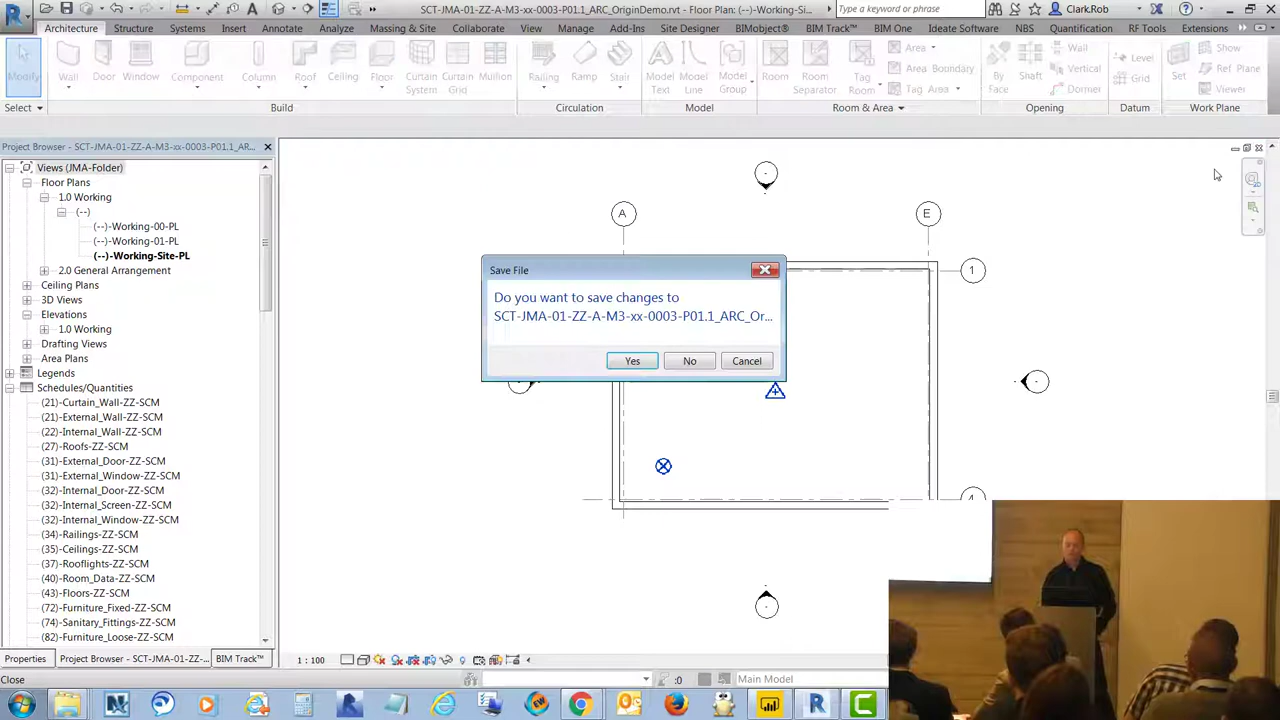 SCT-JMA-01-ZZ-A-M3-xx-0003-P01.1_ARC_OriginDemo.rvt - Floor Plan: (--)-Working-Si...
Type a keyword or phrase
Clark.Rob
Architecture Structure Systems Insert Annotate Analyze Massing & Site Collaborate View Manage Add-Ins Site Designer BIMobject® BIM Track™ BIM One Ideate Software NBS Quantification RF Tools Extensions
Modify
Wall
Door
Window
Component
Column
Roof
Ceiling
Floor
Curtain System
Curtain Grid
Mullion
Railing
Ramp
Stair
Model Text
Model Line
Model Group
Room
Room Separator
Tag Room
Area
Area Boundary
Tag Area
By Face
Shaft
Wall
Vertical
Dormer
Level
Grid
Set
Show
Ref Plane
Viewer
Select Build Circulation Model Room & Area Opening Datum Work Plane
Project Browser - SCT-JMA-01-ZZ-A-M3-xx-0003-P01.1_AR...
Views (JMA-Folder)
Floor Plans
1.0 Working
(--)
(--)-Working-00-PL
(--)-Working-01-PL
(--)-Working-Site-PL
2.0 General Arrangement
Ceiling Plans
3D Views
Elevations
1.0 Working
Drafting Views
Area Plans
Legends
Schedules/Quantities
(21)-Curtain_Wall-ZZ-SCM
(21)-External_Wall-ZZ-SCM
(22)-Internal_Wall-ZZ-SCM
(27)-Roofs-ZZ-SCM
(31)-External_Door-ZZ-SCM
(31)-External_Window-ZZ-SCM
(32)-Internal_Door-ZZ-SCM
(32)-Internal_Screen-ZZ-SCM
(32)-Internal_Window-ZZ-SCM
(34)-Railings-ZZ-SCM
(35)-Ceilings-ZZ-SCM
(37)-Rooflights-ZZ-SCM
(40)-Room_Data-ZZ-SCM
(43)-Floors-ZZ-SCM
(72)-Furniture_Fixed-ZZ-SCM
(74)-Sanitary_Fittings-ZZ-SCM
(82)-Furniture_Loose-ZZ-SCM
A
E
1
4
Save File
Do you want to save changes to
SCT-JMA-01-ZZ-A-M3-xx-0003-P01.1_ARC_Or...
Yes
No
Cancel
Properties
Project Browser - SCT-JMA-01-ZZ-...
BIM Track™
1 : 100
Close
:0
Main Model